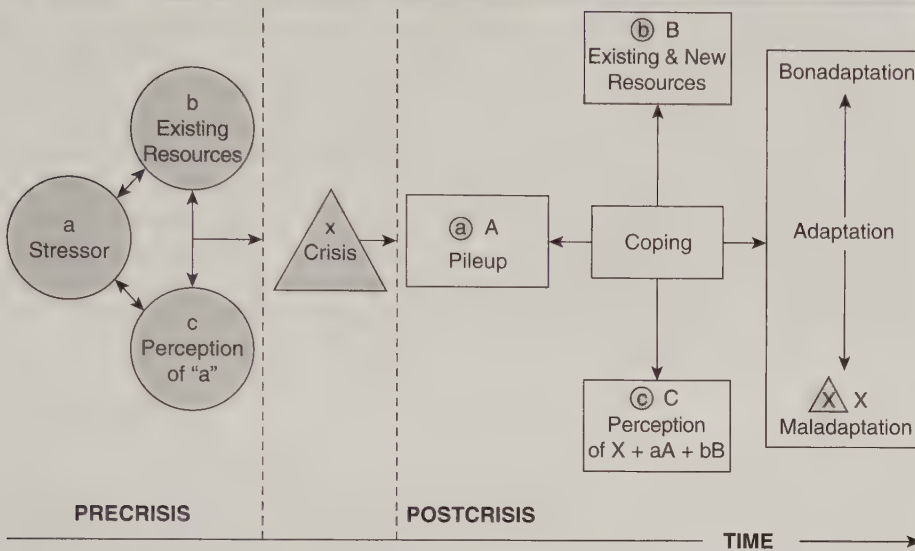 b
Existing
Resources
a
Stressor
c
Perception
of "a"
x
Crisis
a A
Pileup
b B
Existing & New
Resources
Coping
c C
Perception
of X + aA + bB
Bonadaptation
Adaptation
X X
Maladaptation
PRECRISIS
POSTCRISIS
TIME